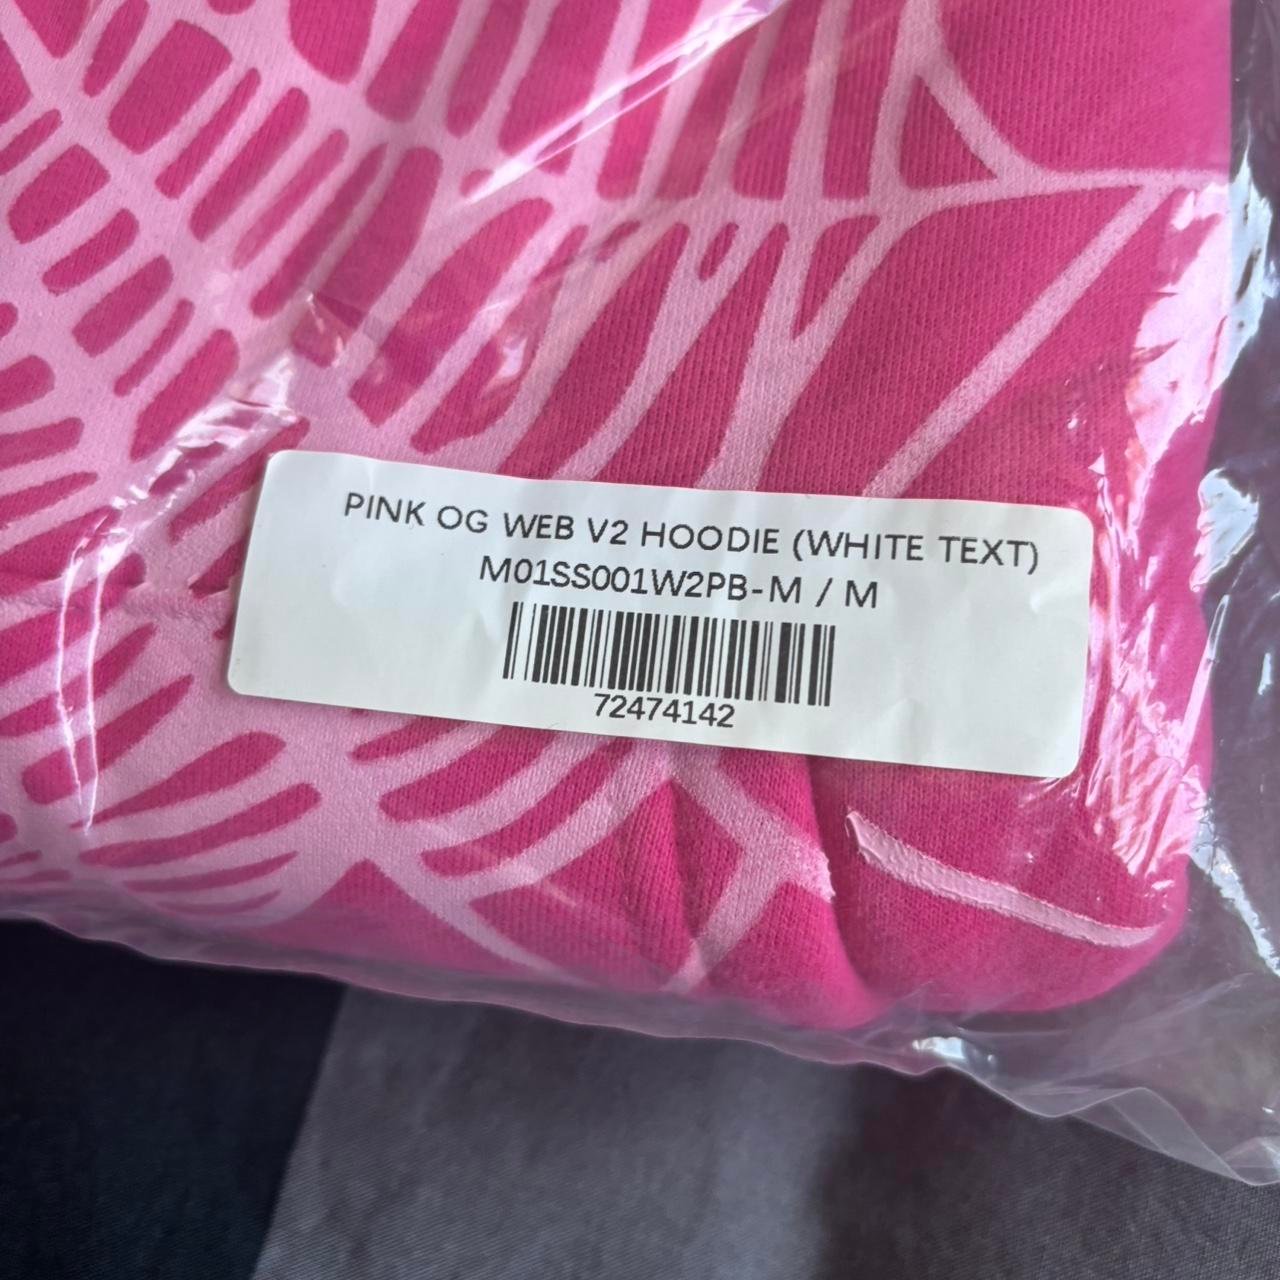 PINK OG WEB V2 HOODIE (WHITE TEXT)
M01SS001W2PB-M / M
72474142